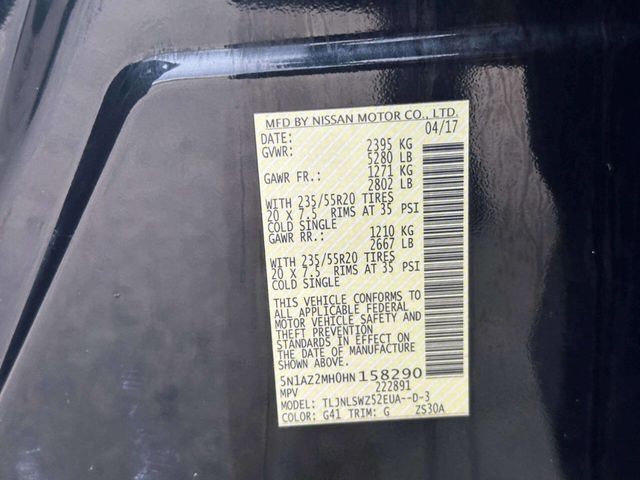 MFD BY NISSAN MOTOR CO., LTD.
DATE: 04/17
GVWR: 2395 KG
5280 LB
GAWR FR.: 1271 KG
2802 LB
WITH 235/55R20 TIRES
20 X 7.5 RIMS AT 35 PSI
COLD SINGLE
GAWR RR.: 1210 KG
2667 LB
WITH 235/55R20 TIRES
20 X 7.5 RIMS AT 35 PSI
COLD SINGLE
THIS VEHICLE CONFORMS TO
ALL APPLICABLE FEDERAL
MOTOR VEHICLE SAFETY AND
THEFT PREVENTION
STANDARDS IN EFFECT ON
THE DATE OF MANUFACTURE
SHOWN ABOVE.
5N1AZ2MH0HN158290
MPV 222891
MODEL: TLJNLSWZ52EUA--D-3
COLOR: G41 TRIM: G ZS30A